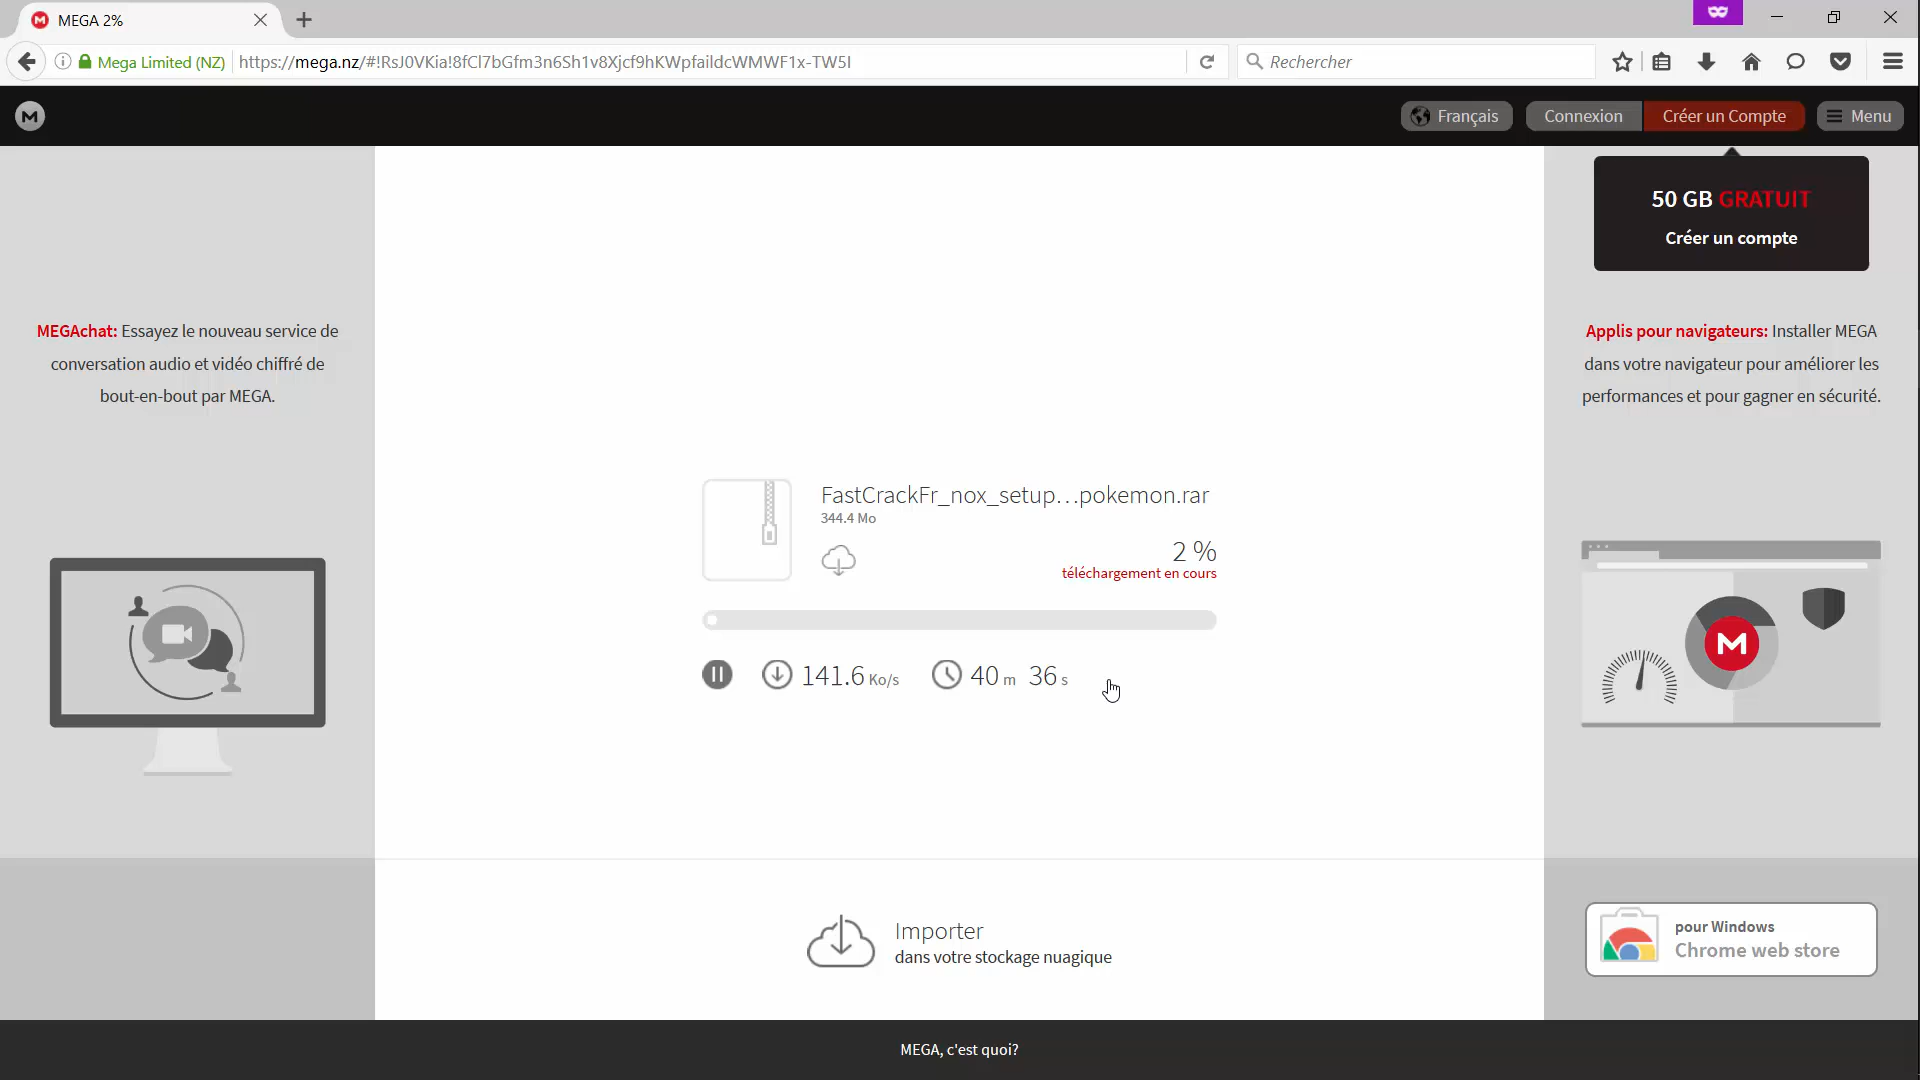 MEGA 2%
Mega Limited (NZ)
https://mega.nz/#!RsJ0VKia!8fCl7bGfm3n6Sh1v8Xjcf9hKWpfaildcWMWF1x-TW5I
Rechercher
M
Français
Connexion
Créer un Compte
Menu
50 GB GRATUIT
Créer un compte
MEGAchat: Essayez le nouveau service de
conversation audio et vidéo chiffré de
bout-en-bout par MEGA.
Applis pour navigateurs: Installer MEGA
dans votre navigateur pour améliorer les
performances et pour gagner en sécurité.
FastCrackFr_nox_setup...pokemon.rar
344.4 Mo
2 %
téléchargement en cours
141.6 Ko/s
40 m 36 s
M
Importer
dans votre stockage nuagique
pour Windows
Chrome web store
MEGA, c'est quoi?